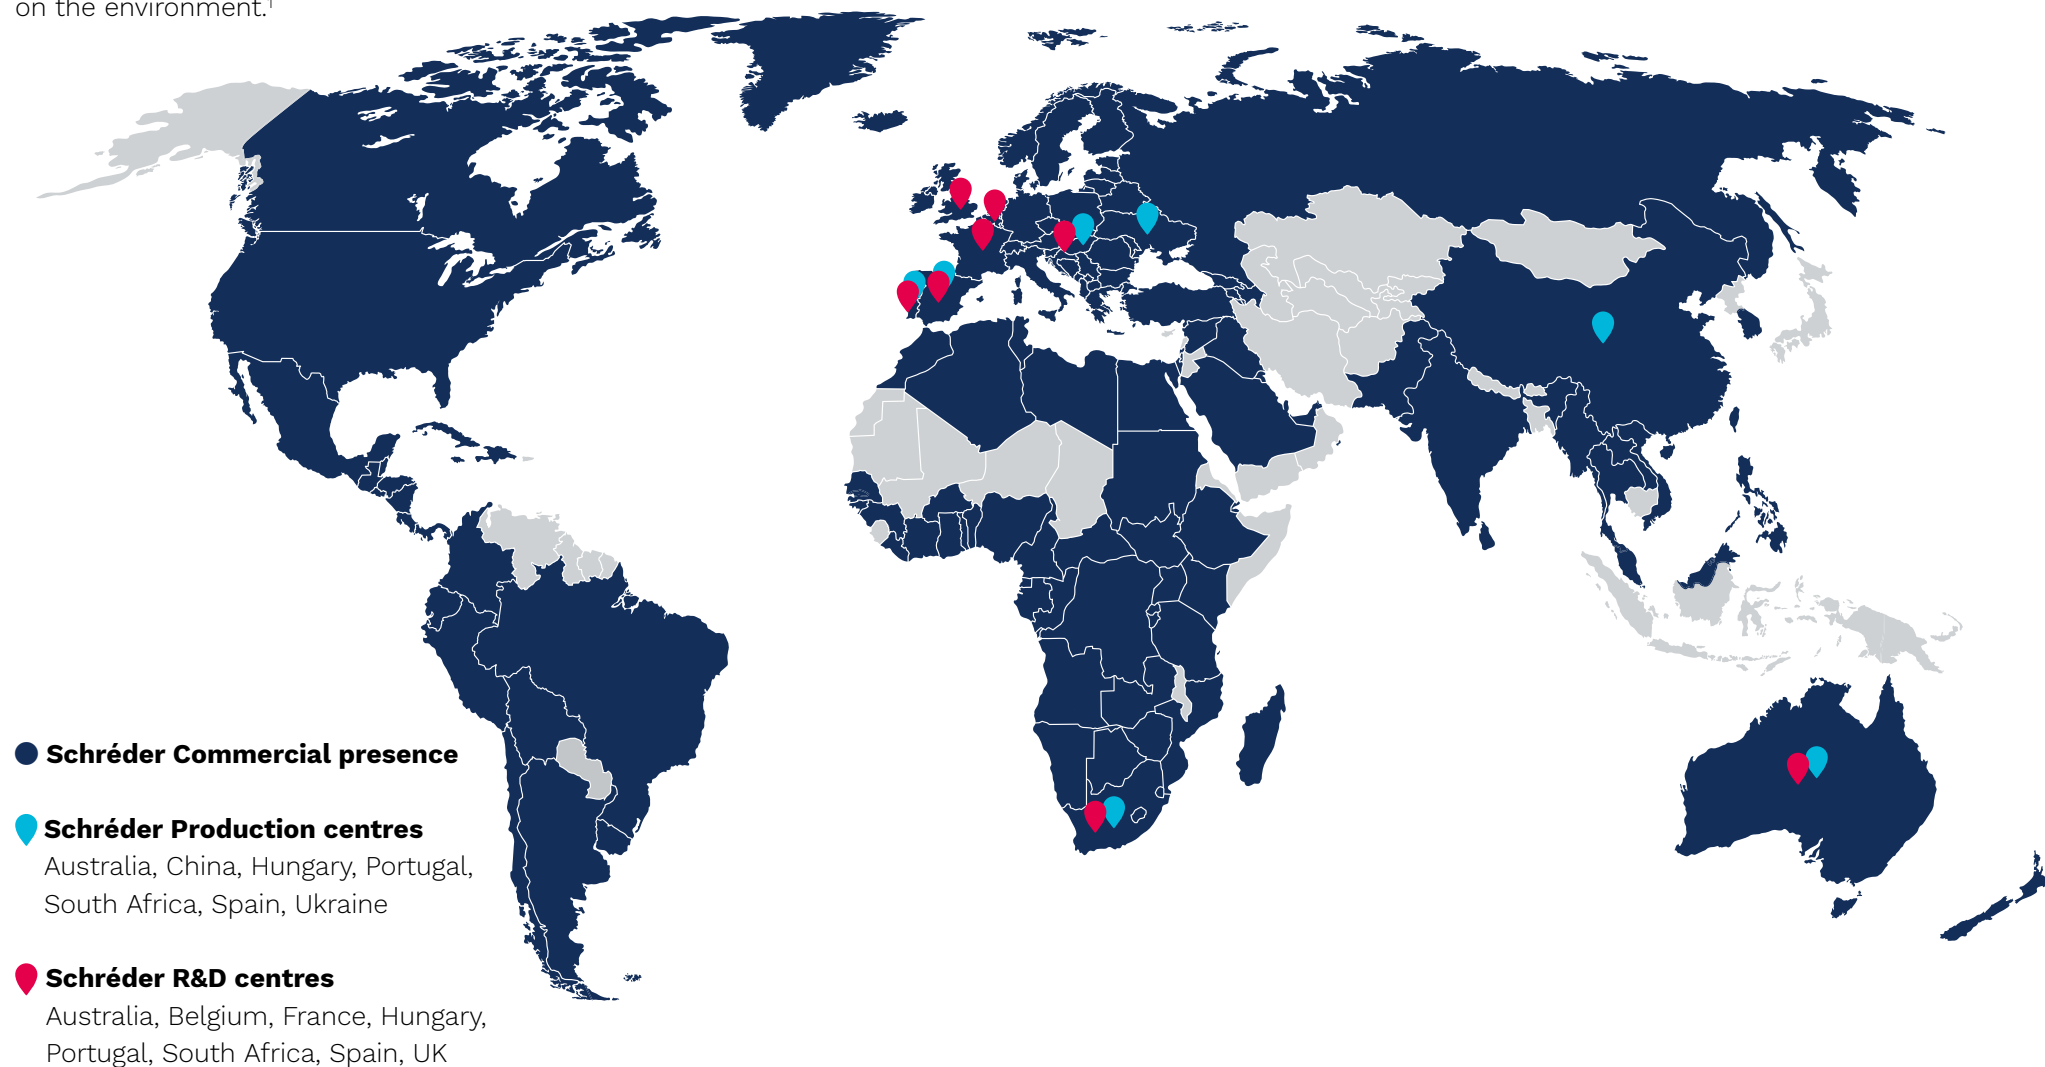 on the environment.¹
Schréder Commercial presence
Schréder Production centres
Australia, China, Hungary, Portugal,
South Africa, Spain, Ukraine
Schréder R&D centres
Australia, Belgium, France, Hungary,
Portugal, South Africa, Spain, UK